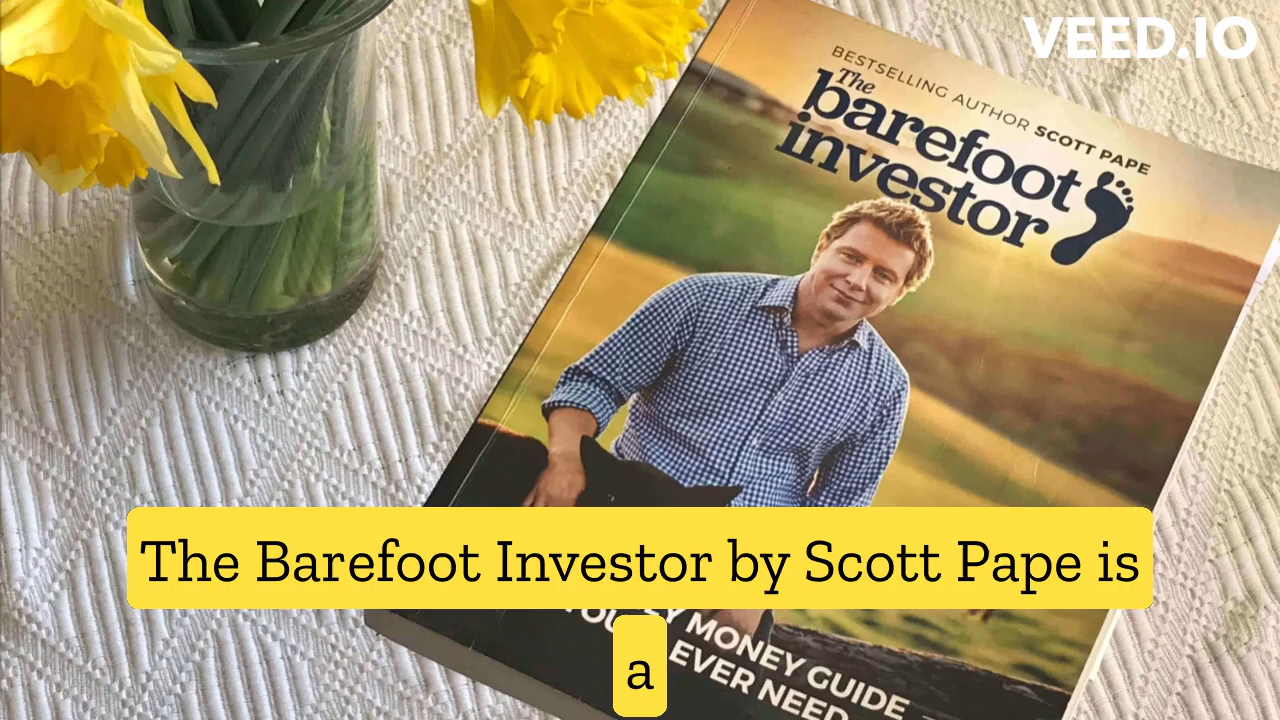 VEED.IO
BESTSELLING AUTHOR SCOTT PAPE
The
barefoot
investor
The Barefoot Investor by Scott Pape is
a
MONEY GUIDE
EVER NEED